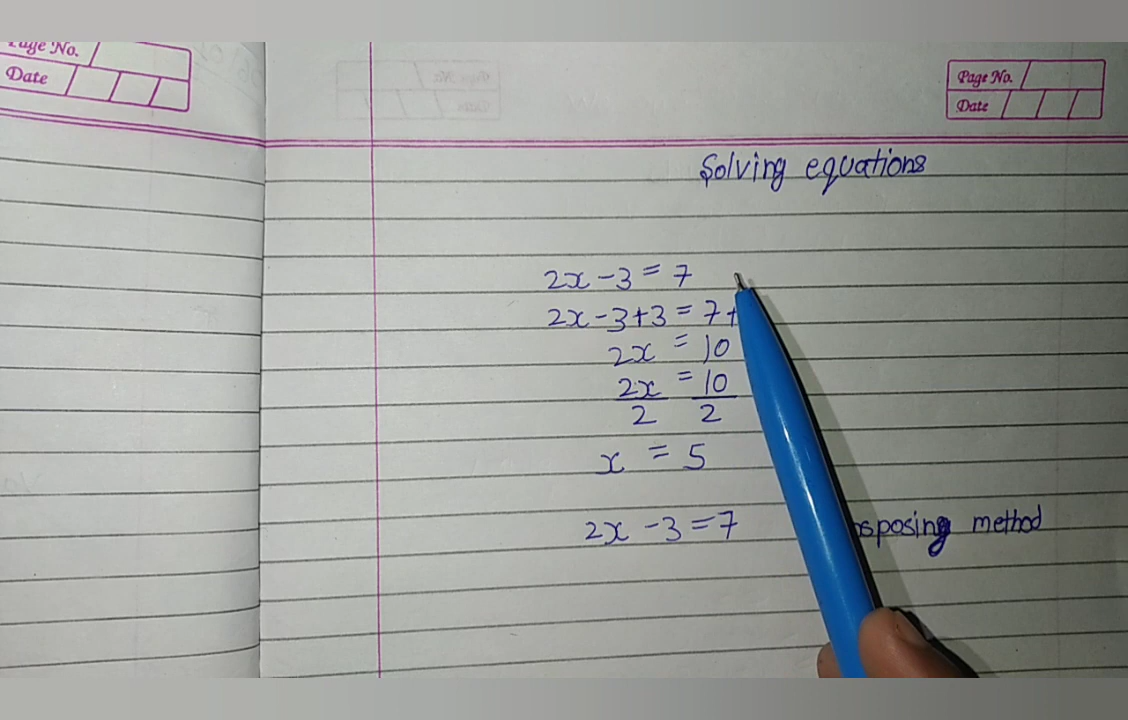 Page No.
Date
Page No.
Date
Solving equations
2x - 3 = 7
2x - 3 + 3 = 7 +
2x = 10
2x = 10
2 2
x = 5
2x - 3 = 7 method